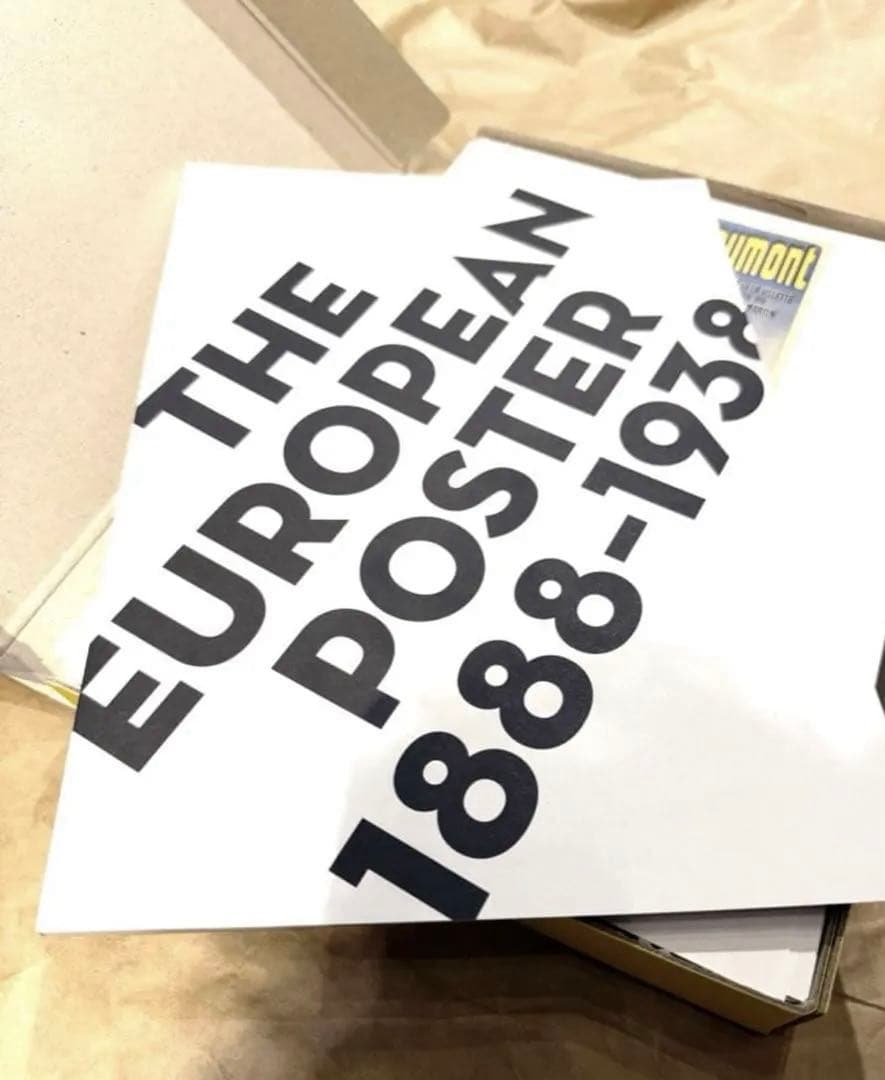 THE
EUROPEAN
POSTER
1888-1938
umont